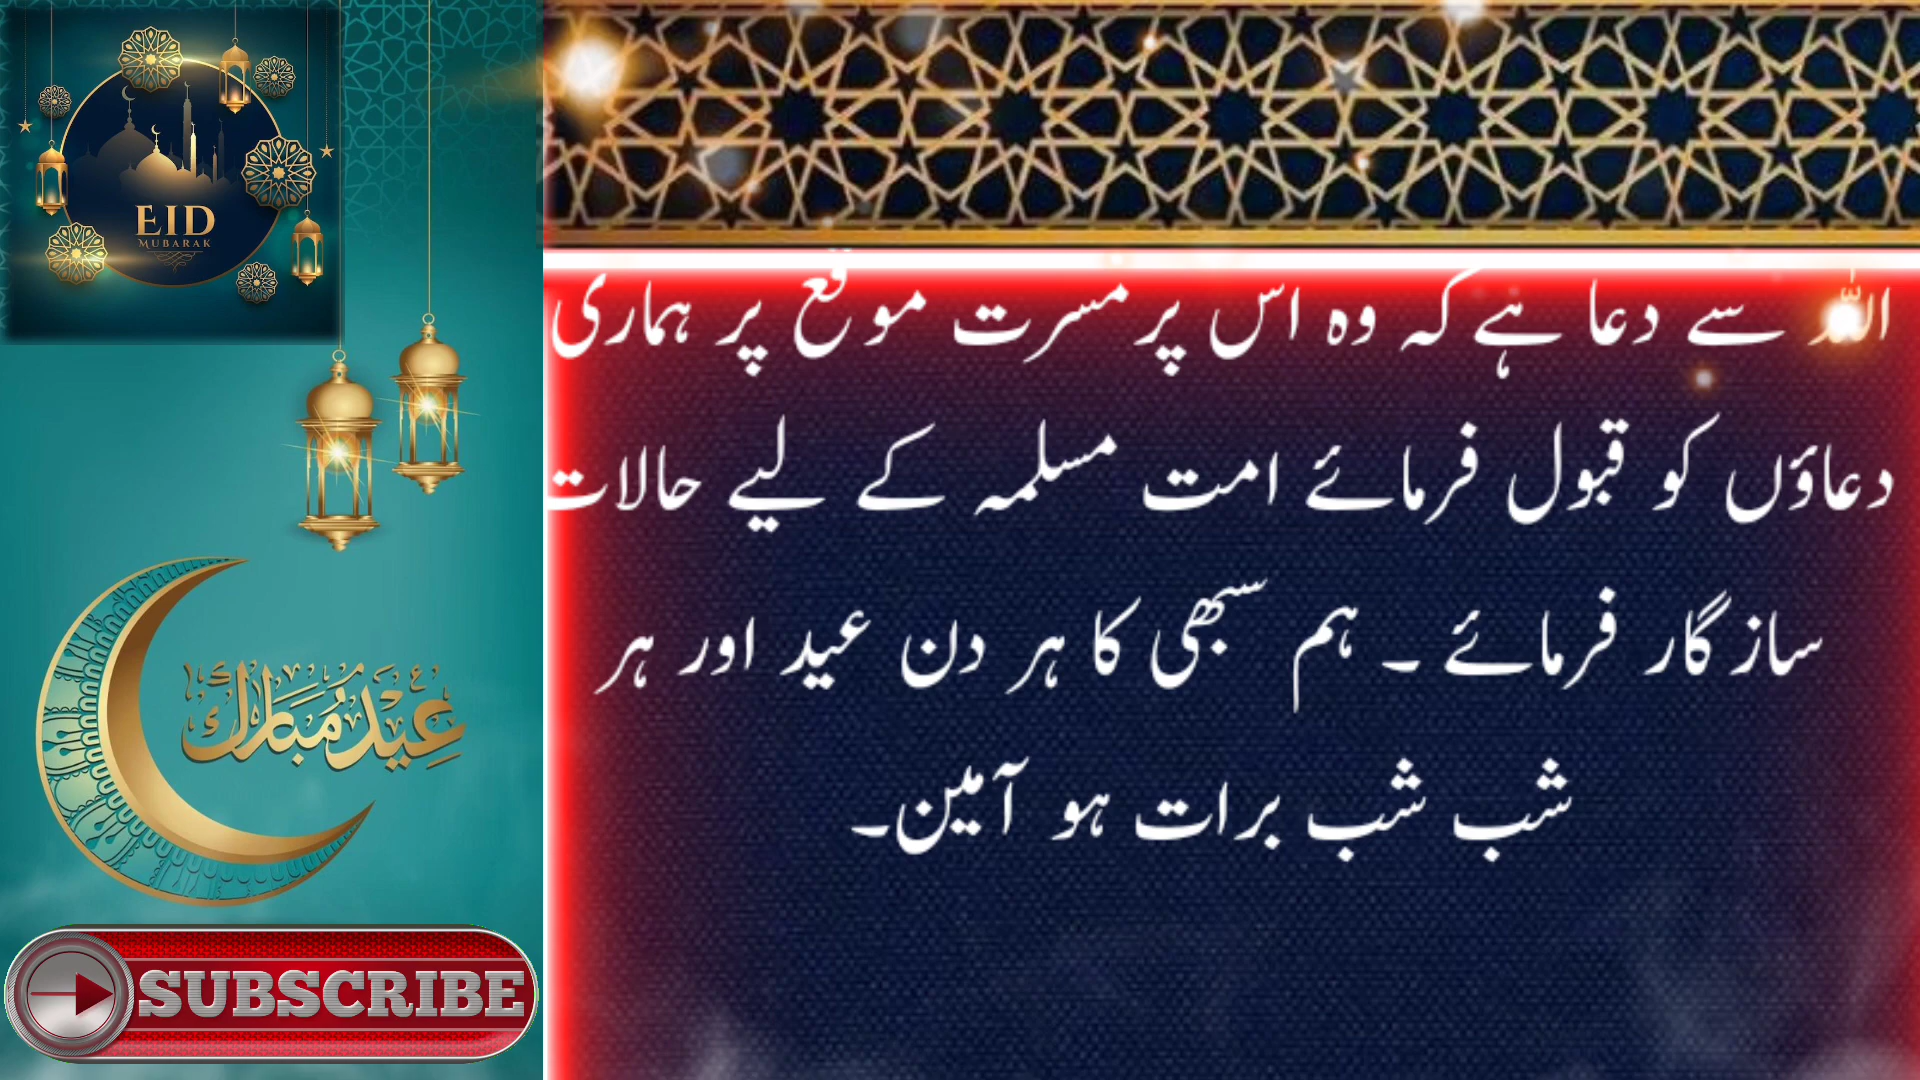 EID
MUBARAK
عيد مبارك
SUBSCRIBE
اللہ سے دعا ہے کہ وہ اس پر مسرت موقع پر ہماری
دعاؤں کو قبول فرمائے امت مسلمہ کے لیے حالات
سازگار فرمائے ۔ ہم سبھی کا ہر دن عید اور ہر
شب شب برات ہو آمین۔